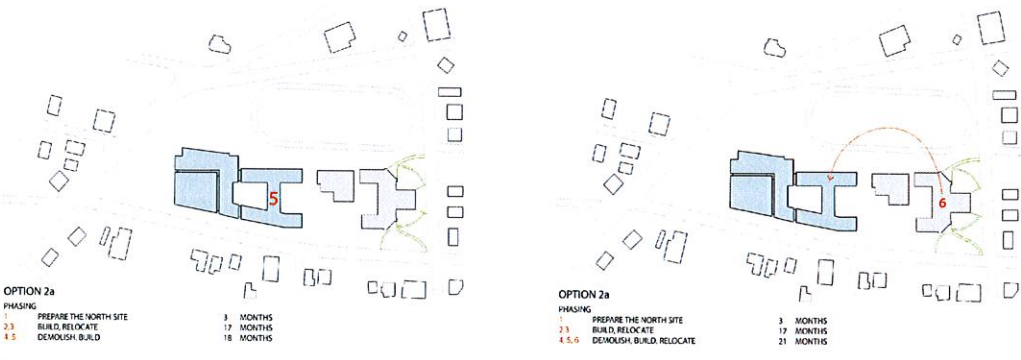 5
OPTION 2a
PHASING
1 PREPARE THE NORTH SITE 3 MONTHS
2,3 BUILD, RELOCATE 17 MONTHS
4, 5 DEMOLISH, BUILD 18 MONTHS
6
OPTION 2a
PHASING
1 PREPARE THE NORTH SITE 3 MONTHS
2,3 BUILD, RELOCATE 17 MONTHS
4, 5, 6 DEMOLISH, BUILD, RELOCATE 21 MONTHS